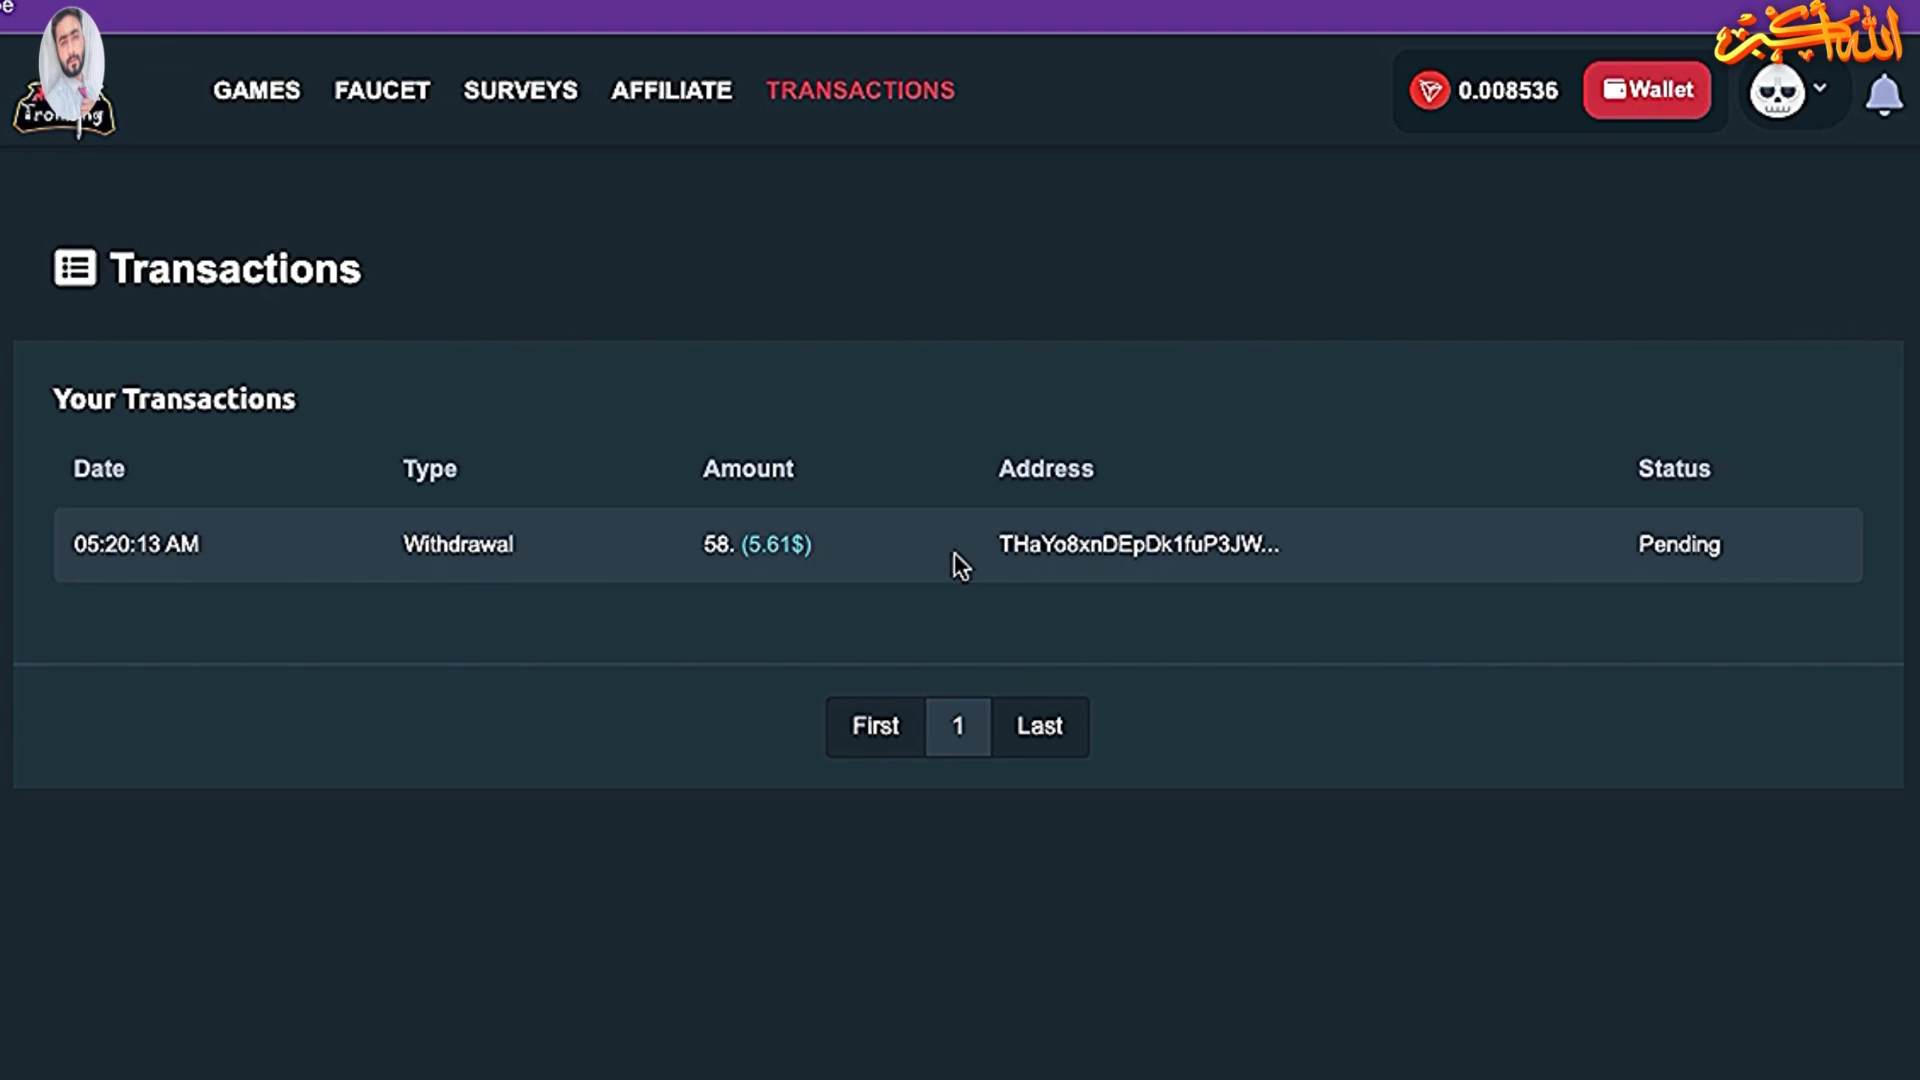 الله أكبر
GAMES FAUCET SURVEYS AFFILIATE TRANSACTIONS 0.008536 Wallet
Transactions
Your Transactions
Date Type Amount Address Status
05:20:13 AM Withdrawal 58. (5.61$) THaYo8xnDEpDk1fuP3JW... Pending
First 1 Last